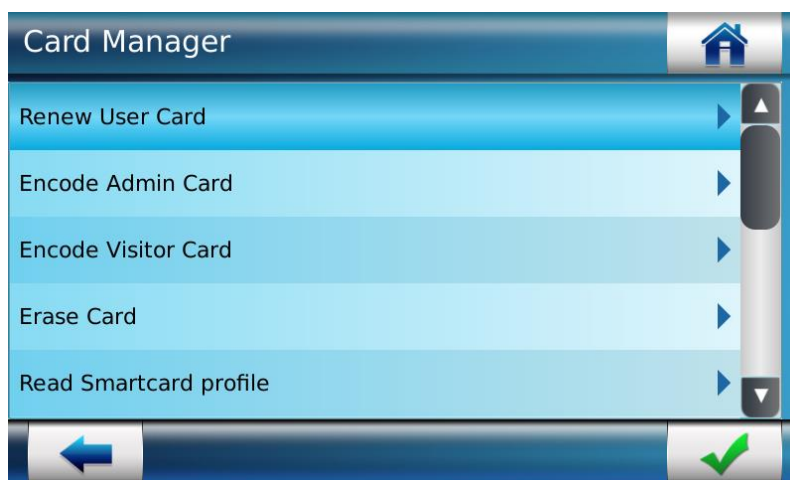 Card Manager
Renew User Card
Encode Admin Card
Encode Visitor Card
Erase Card
Read Smartcard profile